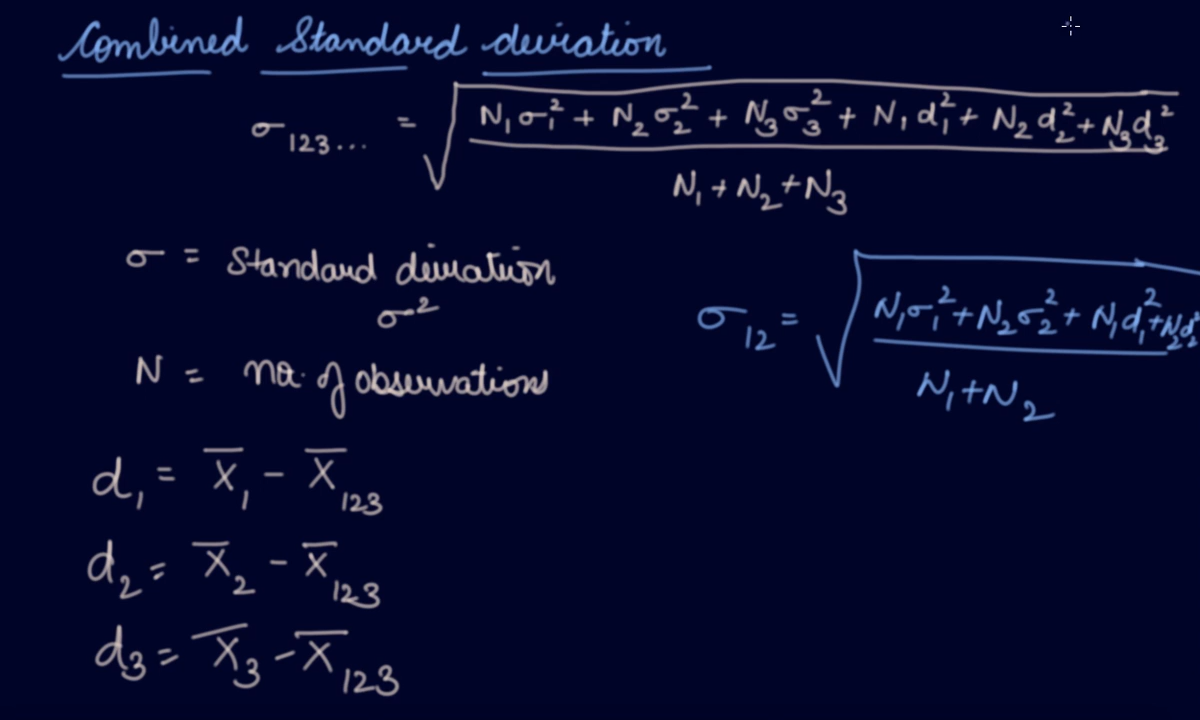 Combined Standard deviation
σ₁₂₃... = √(N₁σ₁² + N₂σ₂² + N₃σ₃² + N₁d₁² + N₂d₂² + N₃d₃² / N₁ + N₂ + N₃)
σ = Standard deviation
σ²
σ₁₂ = √(N₁σ₁² + N₂σ₂² + N₁d₁² + N₂d₂² / N₁ + N₂)
N = no. of observations
d₁ = X̄₁ - X̄₁₂₃
d₂ = X̄₂ - X̄₁₂₃
d₃ = X̄₃ - X̄₁₂₃